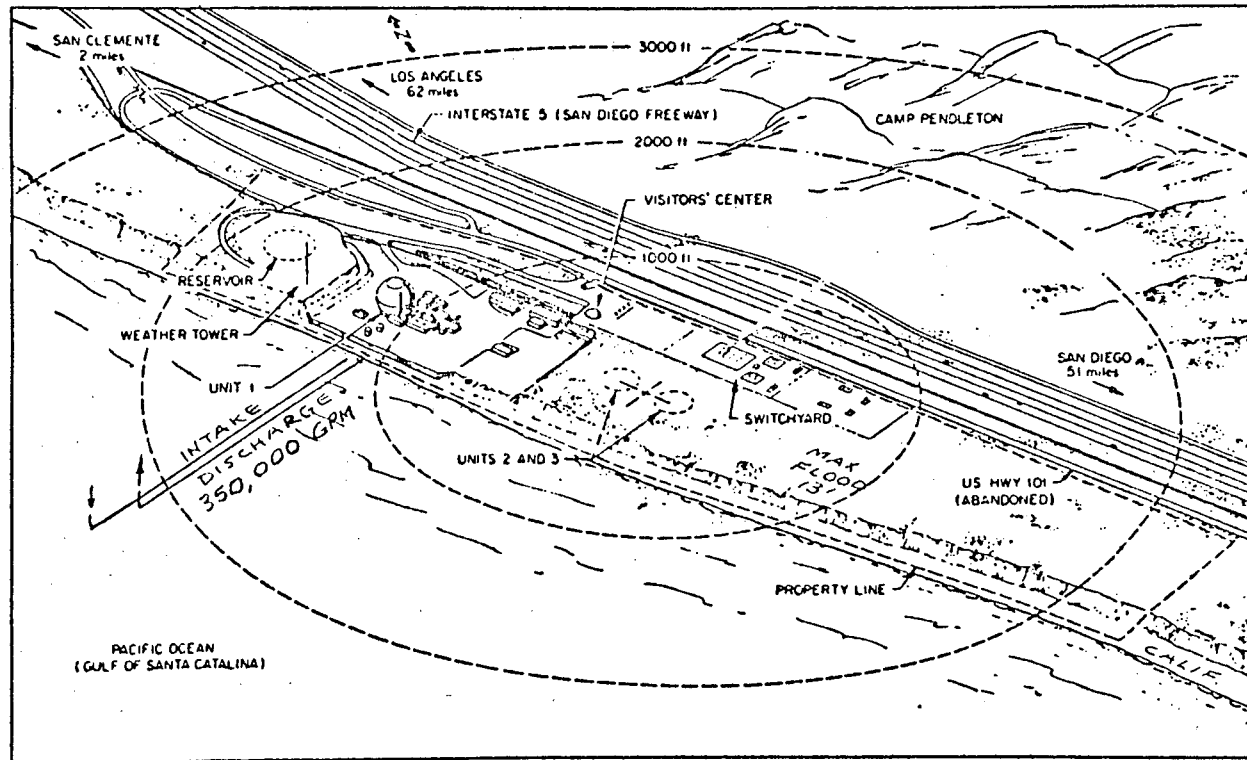 SAN CLEMENTE
2 miles
N
LOS ANGELES
62 miles
3000 ft
INTERSTATE 5 (SAN DIEGO FREEWAY)
CAMP PENDLETON
2000 ft
VISITORS' CENTER
1000 ft
RESERVOIR
WEATHER TOWER
UNIT 1
SAN DIEGO
51 miles
INTAKE
DISCHARGE
350,000 GPM
SWITCHYARD
UNITS 2 AND 3
MAX
FLOOD
13'
US HWY 101
(ABANDONED)
PROPERTY LINE
PACIFIC OCEAN
(GULF OF SANTA CATALINA)
CALIF